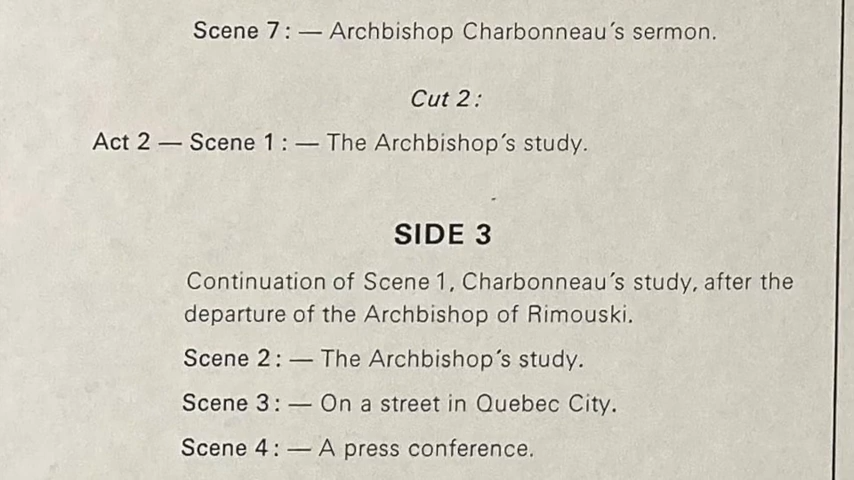 Scene 7: — Archbishop Charbonneau's sermon.
Cut 2:
Act 2 — Scene 1: — The Archbishop's study.
SIDE 3
Continuation of Scene 1, Charbonneau's study, after the
departure of the Archbishop of Rimouski.
Scene 2: — The Archbishop's study.
Scene 3: — On a street in Quebec City.
Scene 4: — A press conference.